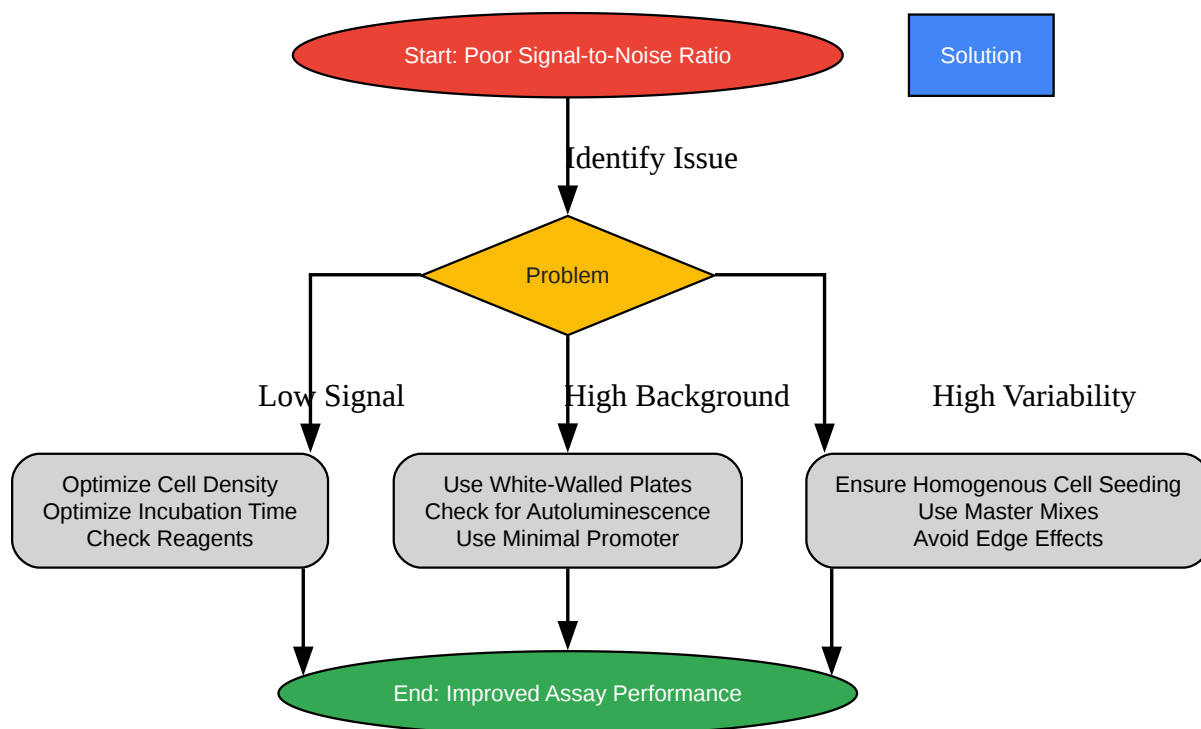 Start: Poor Signal-to-Noise Ratio
Solution
Identify Issue
Problem
Low Signal
High Background
High Variability
Optimize Cell Density
Optimize Incubation Time
Check Reagents
Use White-Walled Plates
Check for Autoluminescence
Use Minimal Promoter
Ensure Homogenous Cell Seeding
Use Master Mixes
Avoid Edge Effects
End: Improved Assay Performance